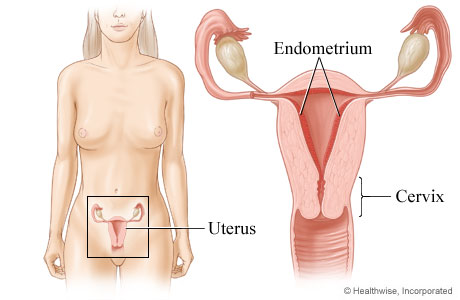 Endometrium
Cervix
Uterus
© Healthwise, Incorporated